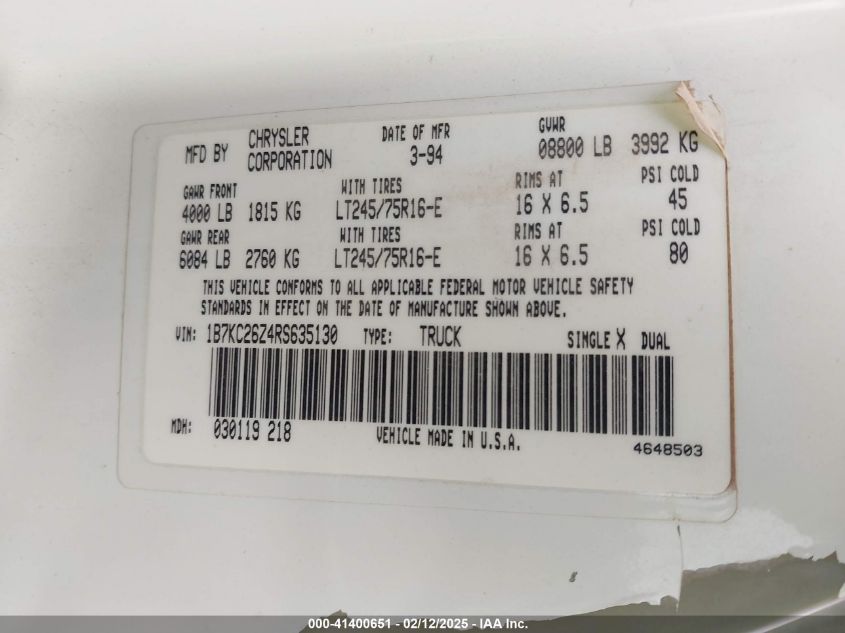 MFD BY CHRYSLER CORPORATION DATE OF MFR 3-94 GVWR 08800 LB 3992 KG
GAWR FRONT WITH TIRES RIMS AT PSI COLD
4000 LB 1815 KG LT245/75R16-E 16 X 6.5 45
GAWR REAR WITH TIRES RIMS AT PSI COLD
6084 LB 2760 KG LT245/75R16-E 16 X 6.5 80
THIS VEHICLE CONFORMS TO ALL APPLICABLE FEDERAL MOTOR VEHICLE SAFETY
STANDARDS IN EFFECT ON THE DATE OF MANUFACTURE SHOWN ABOVE.
VIN: 1B7KC26Z4RS635130 TYPE: TRUCK SINGLE X DUAL
MDH: 030119 218 VEHICLE MADE IN U.S.A. 4648503
000-41400651 - 02/12/2025 - IAA Inc.